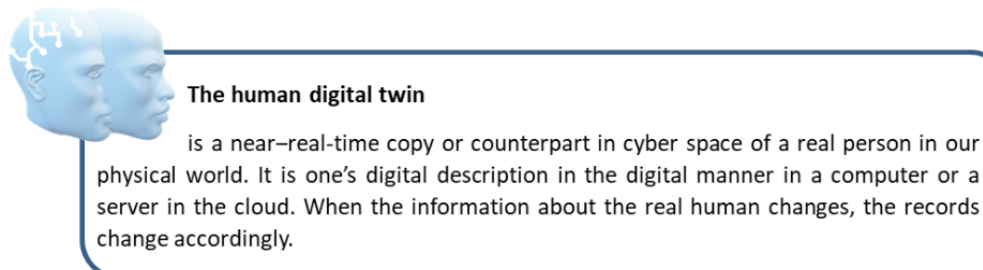 The human digital twin
is a near–real-time copy or counterpart in cyber space of a real person in our
physical world. It is one’s digital description in the digital manner in a computer or a
server in the cloud. When the information about the real human changes, the records
change accordingly.